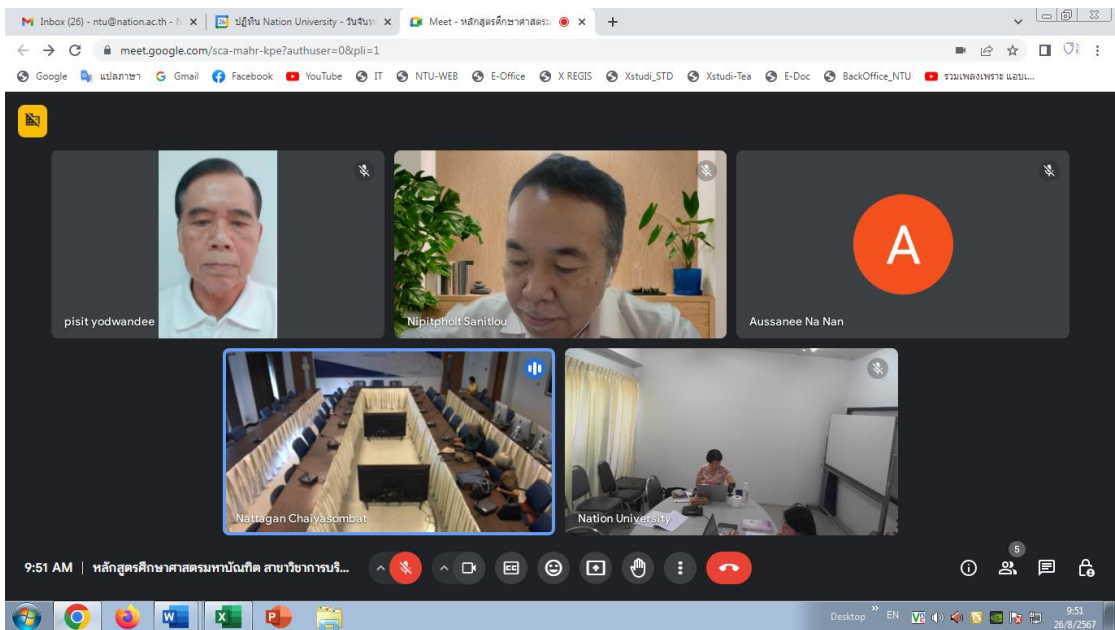 Inbox (26) - ntu@nation.ac.th - N
26 ปฏิทิน Nation University - วันจันทร์
Meet - หลักสูตรศึกษาศาสตรม
meet.google.com/sca-mahr-kpe?authuser=0&pli=1
Google แปลภาษา Gmail Facebook YouTube IT NTU-WEB E-Office X REGIS Xstudi_STD Xstudi-Tea E-Doc BackOffice_NTU รวมเพลงเพราะ แอบเ...
pisit yodwandee
Nipitpholt Sanitlou
A
Aussanee Na Nan
Nattagan Chaiyasombat
Nation University
9:51 AM | หลักสูตรศึกษาศาสตรมหาบัณฑิต สาขาวิชาการบริ...
CC
5
Desktop » EN
9:51
26/8/2567